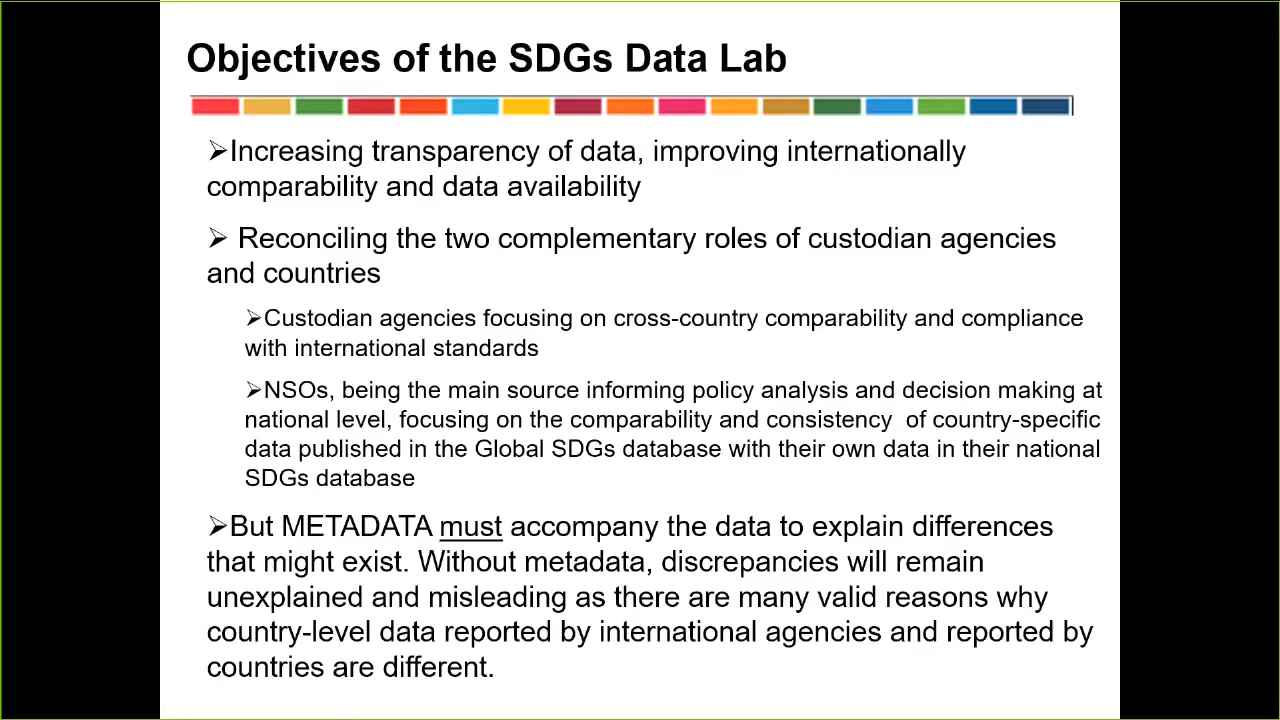 Objectives of the SDGs Data Lab
➢Increasing transparency of data, improving internationally
comparability and data availability
➢ Reconciling the two complementary roles of custodian agencies
and countries
➢Custodian agencies focusing on cross-country comparability and compliance
with international standards
➢NSOs, being the main source informing policy analysis and decision making at
national level, focusing on the comparability and consistency  of country-specific
data published in the Global SDGs database with their own data in their national
SDGs database
➢But METADATA must accompany the data to explain differences
that might exist. Without metadata, discrepancies will remain
unexplained and misleading as there are many valid reasons why
country-level data reported by international agencies and reported by
countries are different.